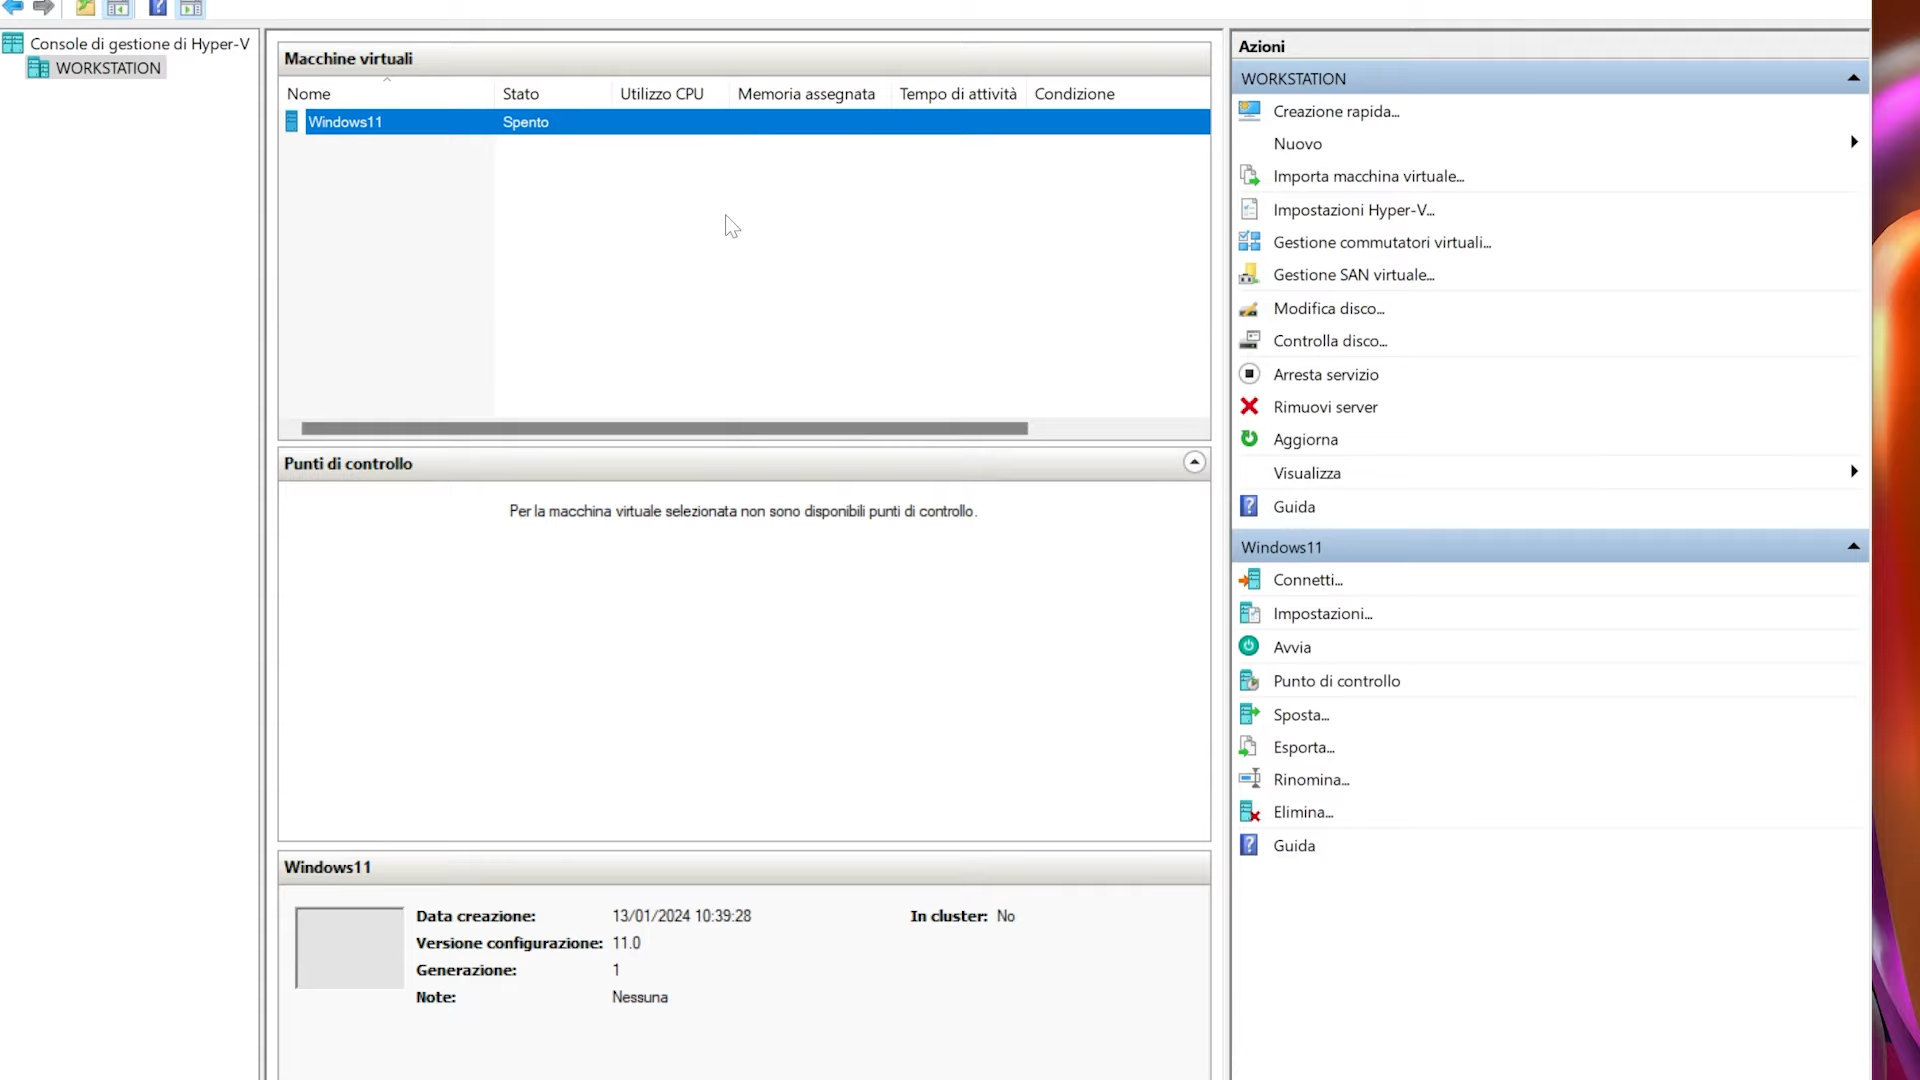 Console di gestione di Hyper-V
WORKSTATION
Macchine virtuali
Nome Stato Utilizzo CPU Memoria assegnata Tempo di attività Condizione
Windows11 Spento
Punti di controllo
Per la macchina virtuale selezionata non sono disponibili punti di controllo.
Windows11
Data creazione: 13/01/2024 10:39:28 In cluster: No
Versione configurazione: 11.0
Generazione: 1
Note: Nessuna
Azioni
WORKSTATION
Creazione rapida...
Nuovo
Importa macchina virtuale...
Impostazioni Hyper-V...
Gestione commutatori virtuali...
Gestione SAN virtuale...
Modifica disco...
Controlla disco...
Arresta servizio
Rimuovi server
Aggiorna
Visualizza
Guida
Windows11
Connetti...
Impostazioni...
Avvia
Punto di controllo
Sposta...
Esporta...
Rinomina...
Elimina...
Guida